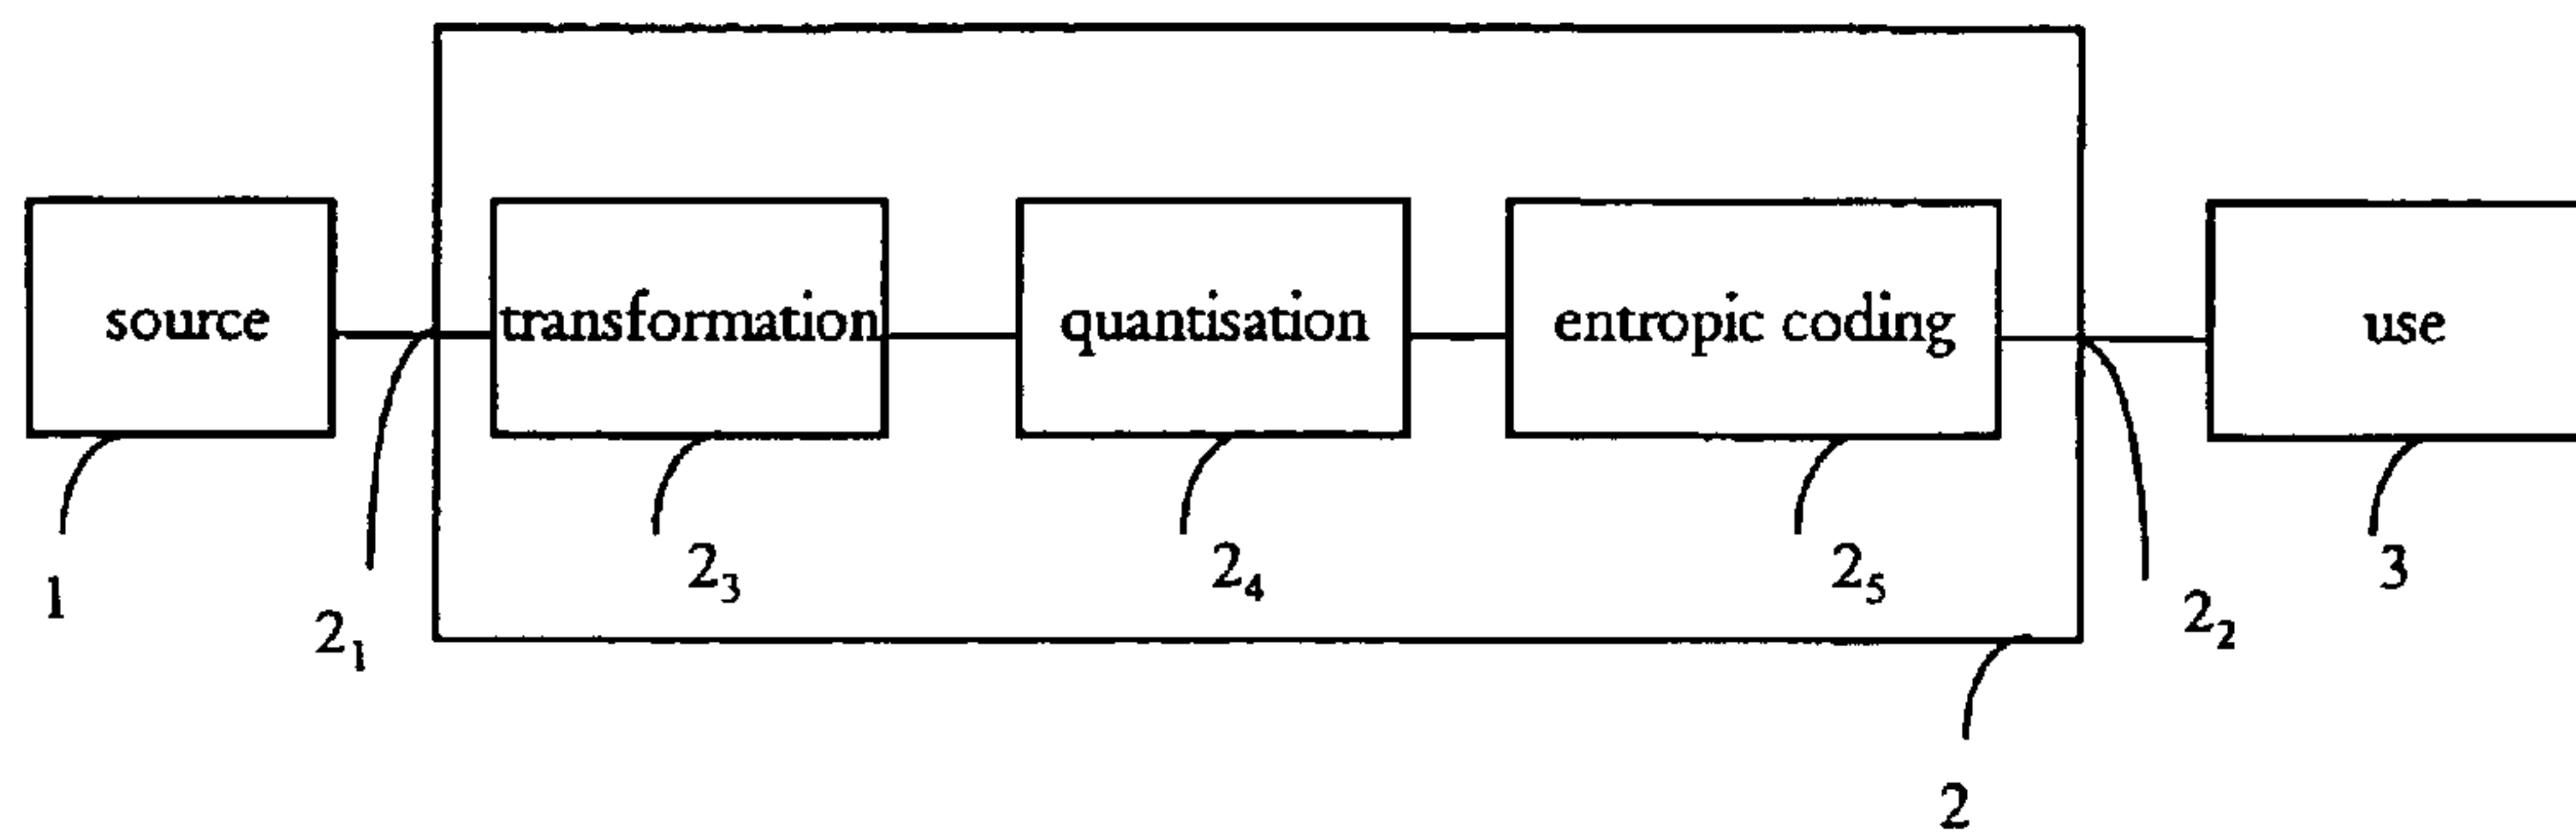 source
transformation
quantisation
entropic coding
use
1
2₁
2₃
2₄
2₅
2₂
3
2